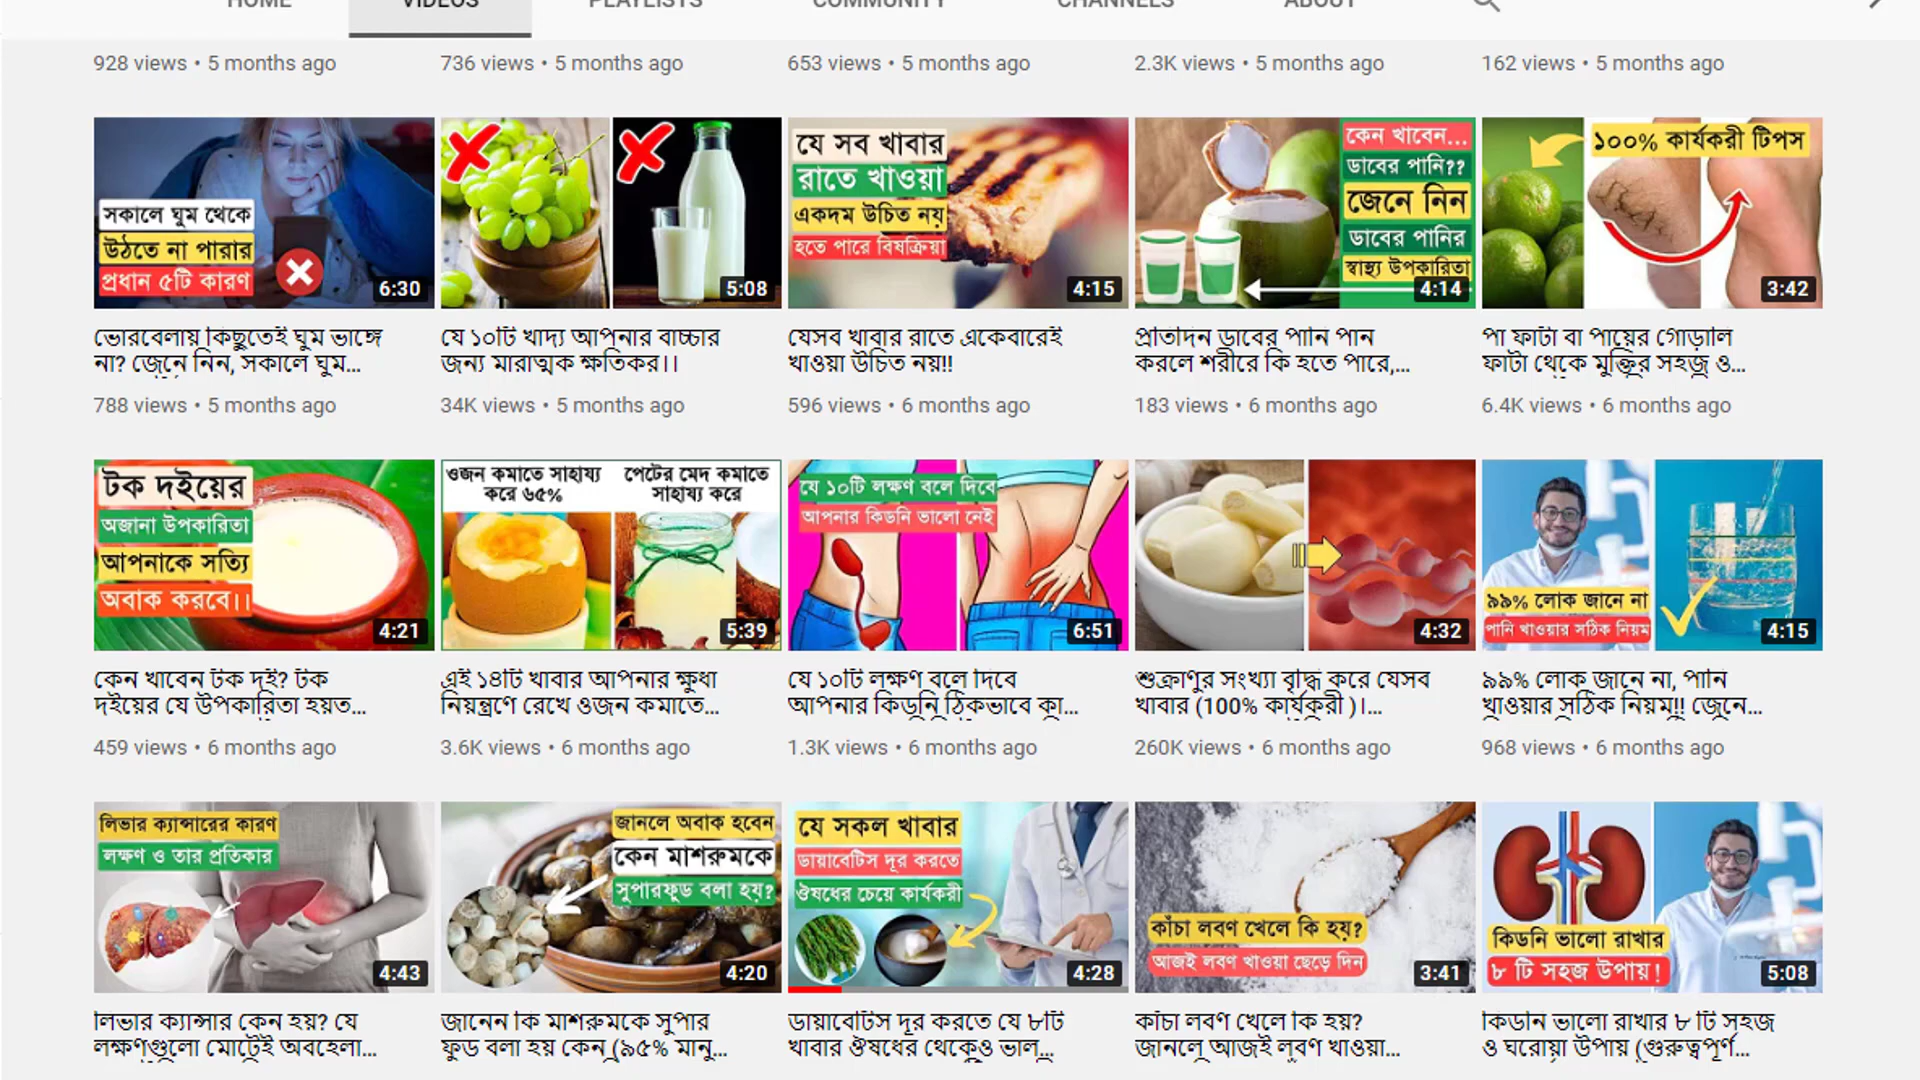 HOME VIDEOS PLAYLISTS COMMUNITY CHANNELS ABOUT
928 views • 5 months ago
736 views • 5 months ago
653 views • 5 months ago
2.3K views • 5 months ago
162 views • 5 months ago
সকালে ঘুম থেকে
উঠতে না পারার
প্রধান ৫টি কারণ
6:30
5:08
যে সব খাবার
রাতে খাওয়া
একদম উচিত নয়
হতে পারে বিষক্রিয়া
4:15
কেন খাবেন...
ডাবের পানি??
জেনে নিন
ডাবের পানির
স্বাস্থ্য উপকারিতা
4:14
১০০% কার্যকরী টিপস
3:42
ভোরবেলায় কিছুতেই ঘুম ভাঙ্গে
না? জেনে নিন, সকালে ঘুম...
যে ১০টি খাদ্য আপনার বাচ্চার
জন্য মারাত্মক ক্ষতিকর।।
যেসব খাবার রাতে একেবারেই
খাওয়া উচিত নয়!!
প্রতিদিন ডাবের পানি পান
করলে শরীরে কি হতে পারে,...
পা ফাটা বা পায়ের গোড়ালি
ফাটা থেকে মুক্তির সহজ ও...
788 views • 5 months ago
34K views • 5 months ago
596 views • 6 months ago
183 views • 6 months ago
6.4K views • 6 months ago
টক দইয়ের
অজানা উপকারিতা
আপনাকে সত্যি
অবাক করবে।।
4:21
ওজন কমাতে সাহায্য
করে ৬৫%
পেটের মেদ কমাতে
সাহায্য করে
5:39
যে ১০টি লক্ষণ বলে দিবে
আপনার কিডনি ভালো নেই
6:51
4:32
৯৯% লোক জানে না
পানি খাওয়ার সঠিক নিয়ম
4:15
কেন খাবেন টক দই? টক
দইয়ের যে উপকারিতা হয়ত...
এই ১৪টি খাবার আপনার ক্ষুধা
নিয়ন্ত্রণে রেখে ওজন কমাতে...
যে ১০টি লক্ষণ বলে দিবে
আপনার কিডনি ঠিকভাবে কা...
শুক্রাণুর সংখ্যা বৃদ্ধি করে যেসব
খাবার (100% কার্যকরী )।...
৯৯% লোক জানে না, পানি
খাওয়ার সঠিক নিয়ম!! জেনে...
459 views • 6 months ago
3.6K views • 6 months ago
1.3K views • 6 months ago
260K views • 6 months ago
968 views • 6 months ago
লিভার ক্যান্সারের কারণ
লক্ষণ ও তার প্রতিকার
4:43
জানলে অবাক হবেন
কেন মাশরুমকে
সুপারফুড বলা হয়?
4:20
যে সকল খাবার
ডায়াবেটিস দূর করতে
ঔষধের চেয়ে কার্যকরী
4:28
কাঁচা লবণ খেলে কি হয়?
আজই লবণ খাওয়া ছেড়ে দিন
3:41
কিডনি ভালো রাখার
৮ টি সহজ উপায়!
5:08
লিভার ক্যান্সার কেন হয়? যে
লক্ষণগুলো মোটেই অবহেলা...
জানেন কি মাশরুমকে সুপার
ফুড বলা হয় কেন (৯৫% মানু...
ডায়াবেটিস দূর করতে যে ৮টি
খাবার ঔষধের থেকেও ভাল...
কাঁচা লবণ খেলে কি হয়?
জানলে আজই লবণ খাওয়া...
কিডনি ভালো রাখার ৮ টি সহজ
ও ঘরোয়া উপায় (গুরুত্বপূর্ণ...